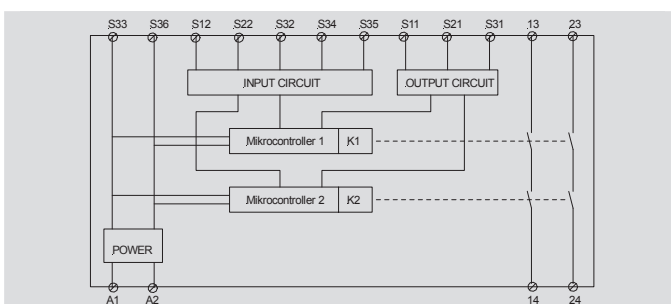 S33 S36 S12 S22 S32 S34 S35 S11 S21 S31 13 23
INPUT CIRCUIT OUTPUT CIRCUIT
Mikrocontroller 1 K1
Mikrocontroller 2 K2
POWER
A1 A2 14 24